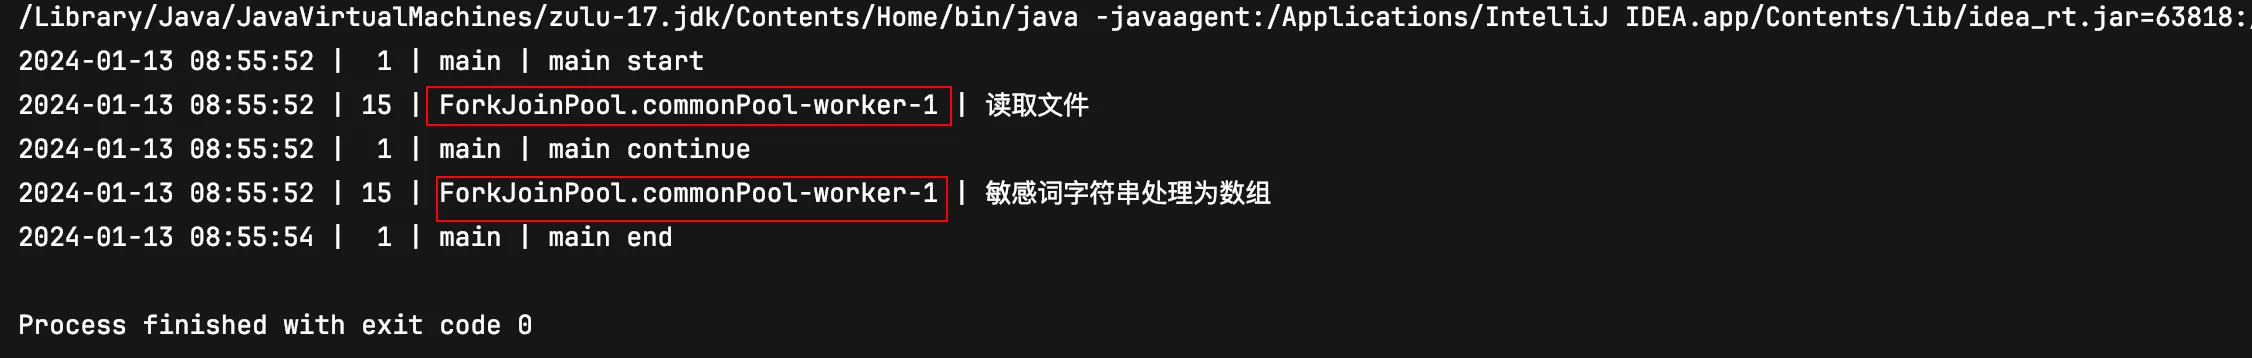 /Library/Java/JavaVirtualMachines/zulu-17.jdk/Contents/Home/bin/java -javaagent:/Applications/IntelliJ IDEA.app/Contents/lib/idea_rt.jar=63818:/
2024-01-13 08:55:52 |  1 | main | main start
2024-01-13 08:55:52 | 15 | ForkJoinPool.commonPool-worker-1 | 读取文件
2024-01-13 08:55:52 |  1 | main | main continue
2024-01-13 08:55:52 | 15 | ForkJoinPool.commonPool-worker-1 | 敏感词字符串处理为数组
2024-01-13 08:55:54 |  1 | main | main end
Process finished with exit code 0